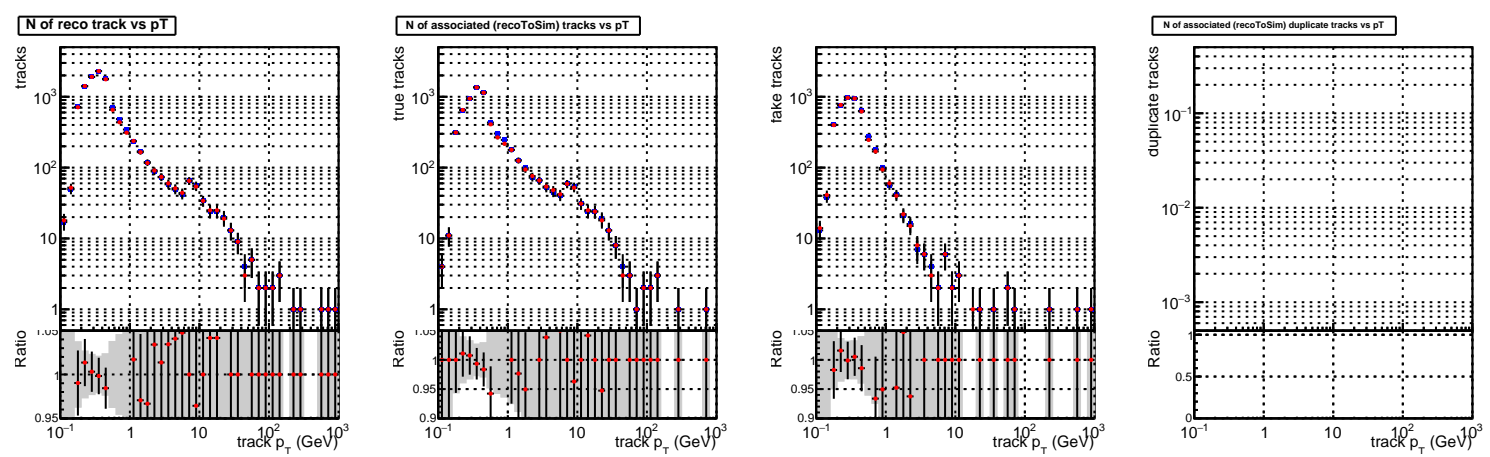 N of reco track vs pT
tracks
10³
10²
10
1
Ratio
1.05
1
0.95
10⁻¹ 1 10 10² 10³
track p_T (GeV)
N of associated (recoToSim) tracks vs pT
true tracks
10³
10²
10
1
Ratio
1
0.95
0.9
10⁻¹ 1 10 10² 10³
track p_T (GeV)
fake tracks
10³
10²
10
1
Ratio
1
0.95
0.9
10⁻¹ 1 10 10² 10³
track p_T (GeV)
N of associated (recoToSim) duplicate tracks vs pT
duplicate tracks
10⁻¹
10⁻²
10⁻³
Ratio
1
0.5
0
10⁻¹ 1 10 10² 10³
track p_T (GeV)